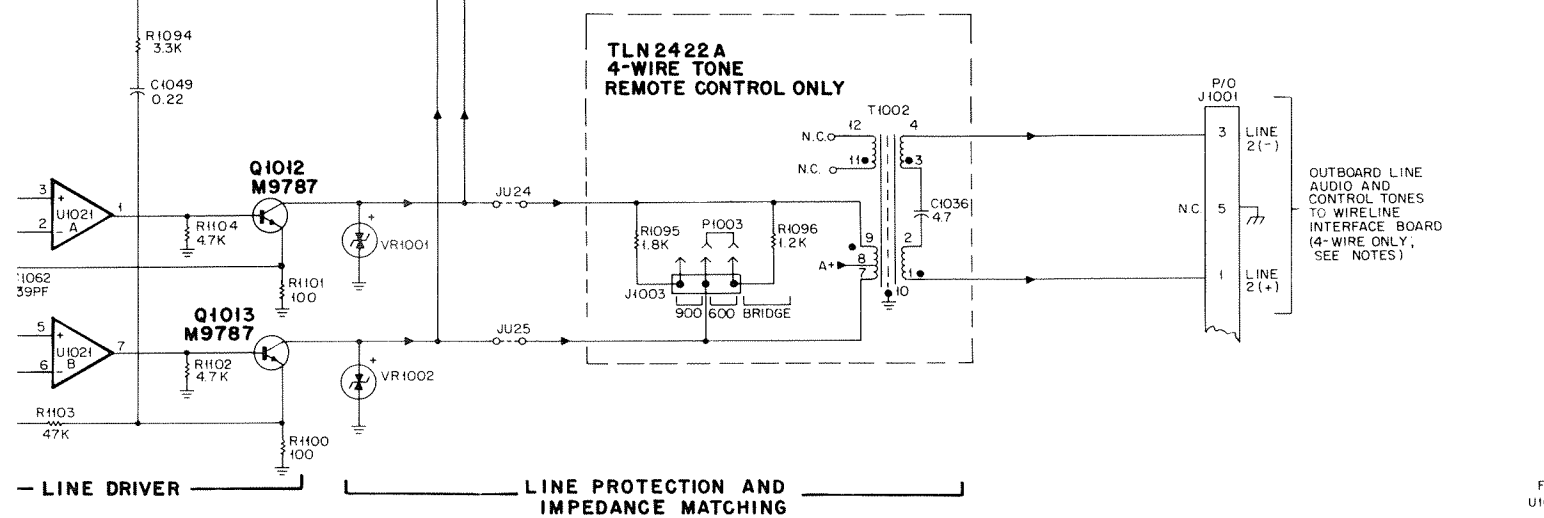 R1094
3.3K
C1049
0.22
TLN2422A
4-WIRE TONE
REMOTE CONTROL ONLY
T1002
N.C.
12
4
11
3
N.C.
C1036
4.7
9
2
A+
8
7
1
10
P/O
J1001
3
LINE
2(-)
N.C.
5
1
LINE
2(+)
OUTBOARD LINE
AUDIO AND
CONTROL TONES
TO WIRELINE
INTERFACE BOARD
(4-WIRE ONLY;
SEE NOTES)
Q1012
M9787
3
+
U1021
A
1
2
-
R1104
4.7K
VR1001
JU24
R1095
1.8K
P1003
R1096
1.2K
J1003
900
600
BRIDGE
C1062
39PF
R1101
100
Q1013
M9787
5
+
U1021
B
7
6
-
R1102
4.7K
VR1002
JU25
R1103
47K
R1100
100
LINE DRIVER
LINE PROTECTION AND
IMPEDANCE MATCHING